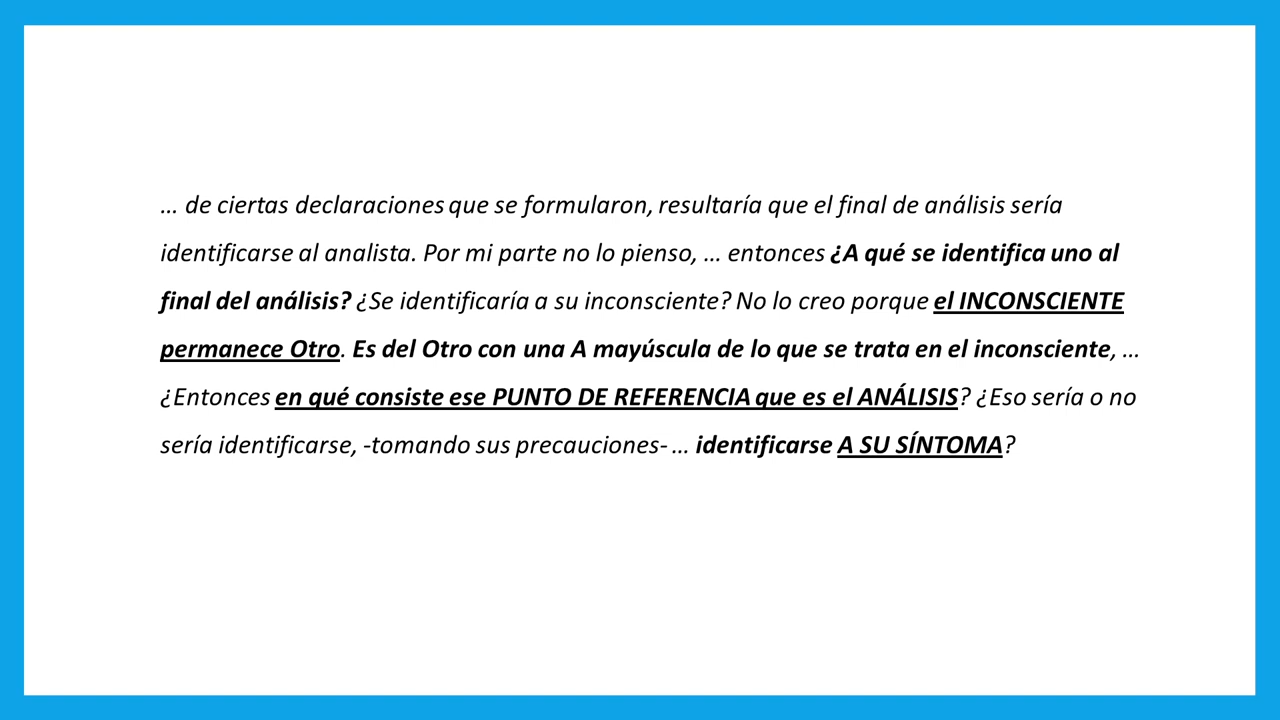 … de ciertas declaraciones que se formularon, resultaría que el final de análisis sería
identificarse al analista. Por mi parte no lo pienso, … entonces ¿A qué se identifica uno al
final del análisis? ¿Se identificaría a su inconsciente? No lo creo porque el INCONSCIENTE
permanece Otro. Es del Otro con una A mayúscula de lo que se trata en el inconsciente, …
¿Entonces en qué consiste ese PUNTO DE REFERENCIA que es el ANÁLISIS? ¿Eso sería o no
sería identificarse, -tomando sus precauciones- … identificarse A SU SÍNTOMA?